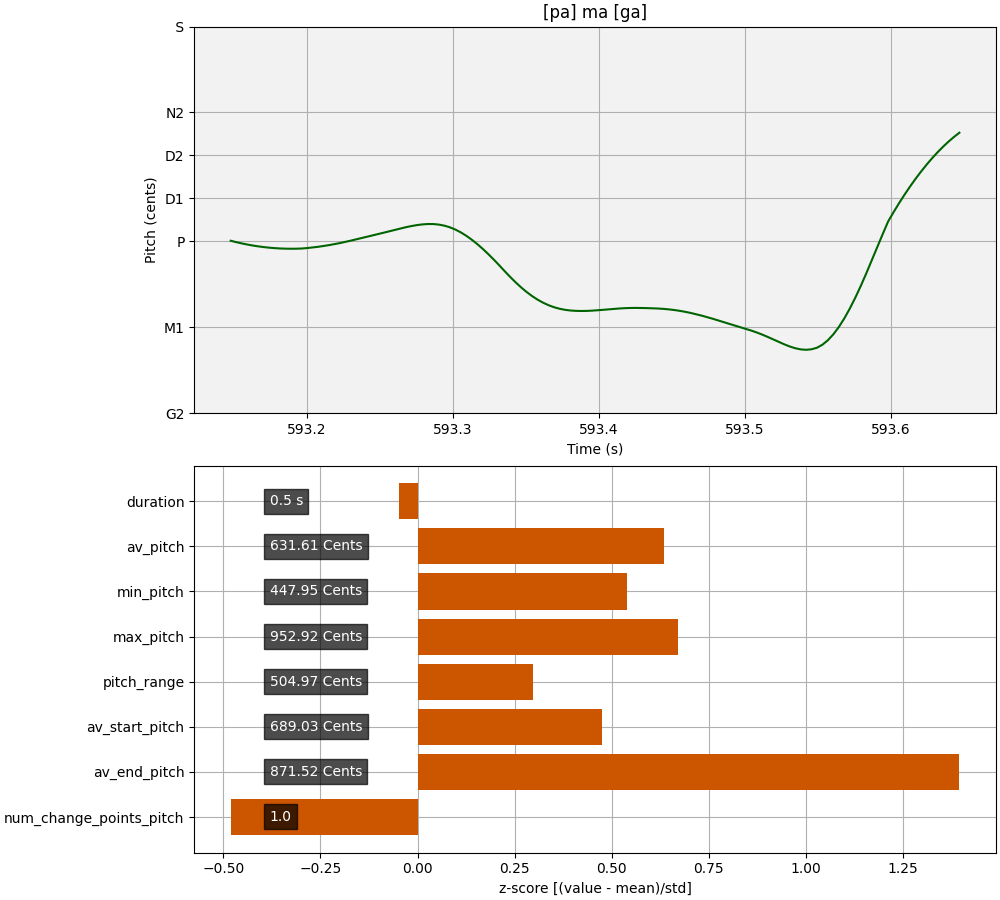 [pa] ma [ga]
S
N2
D2
D1
P
M1
G2
Pitch (cents)
593.2 593.3 593.4 593.5 593.6
Time (s)
duration 0.5 s
av_pitch 631.61 Cents
min_pitch 447.95 Cents
max_pitch 952.92 Cents
pitch_range 504.97 Cents
av_start_pitch 689.03 Cents
av_end_pitch 871.52 Cents
num_change_points_pitch 1.0
−0.50 −0.25 0.00 0.25 0.50 0.75 1.00 1.25
z-score [(value - mean)/std]